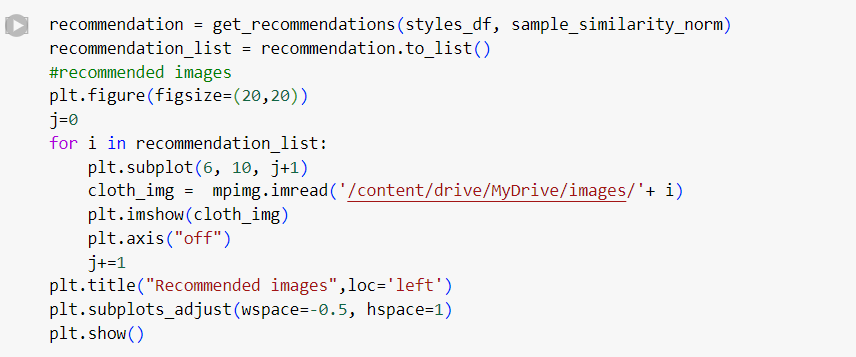 recommendation = get_recommendations(styles_df, sample_similarity_norm)
recommendation_list = recommendation.to_list()
#recommended images
plt.figure(figsize=(20,20))
j=0
for i in recommendation_list:
    plt.subplot(6, 10, j+1)
    cloth_img =  mpimg.imread('/content/drive/MyDrive/images/'+ i)
    plt.imshow(cloth_img)
    plt.axis("off")
    j+=1
plt.title("Recommended images",loc='left')
plt.subplots_adjust(wspace=-0.5, hspace=1)
plt.show()